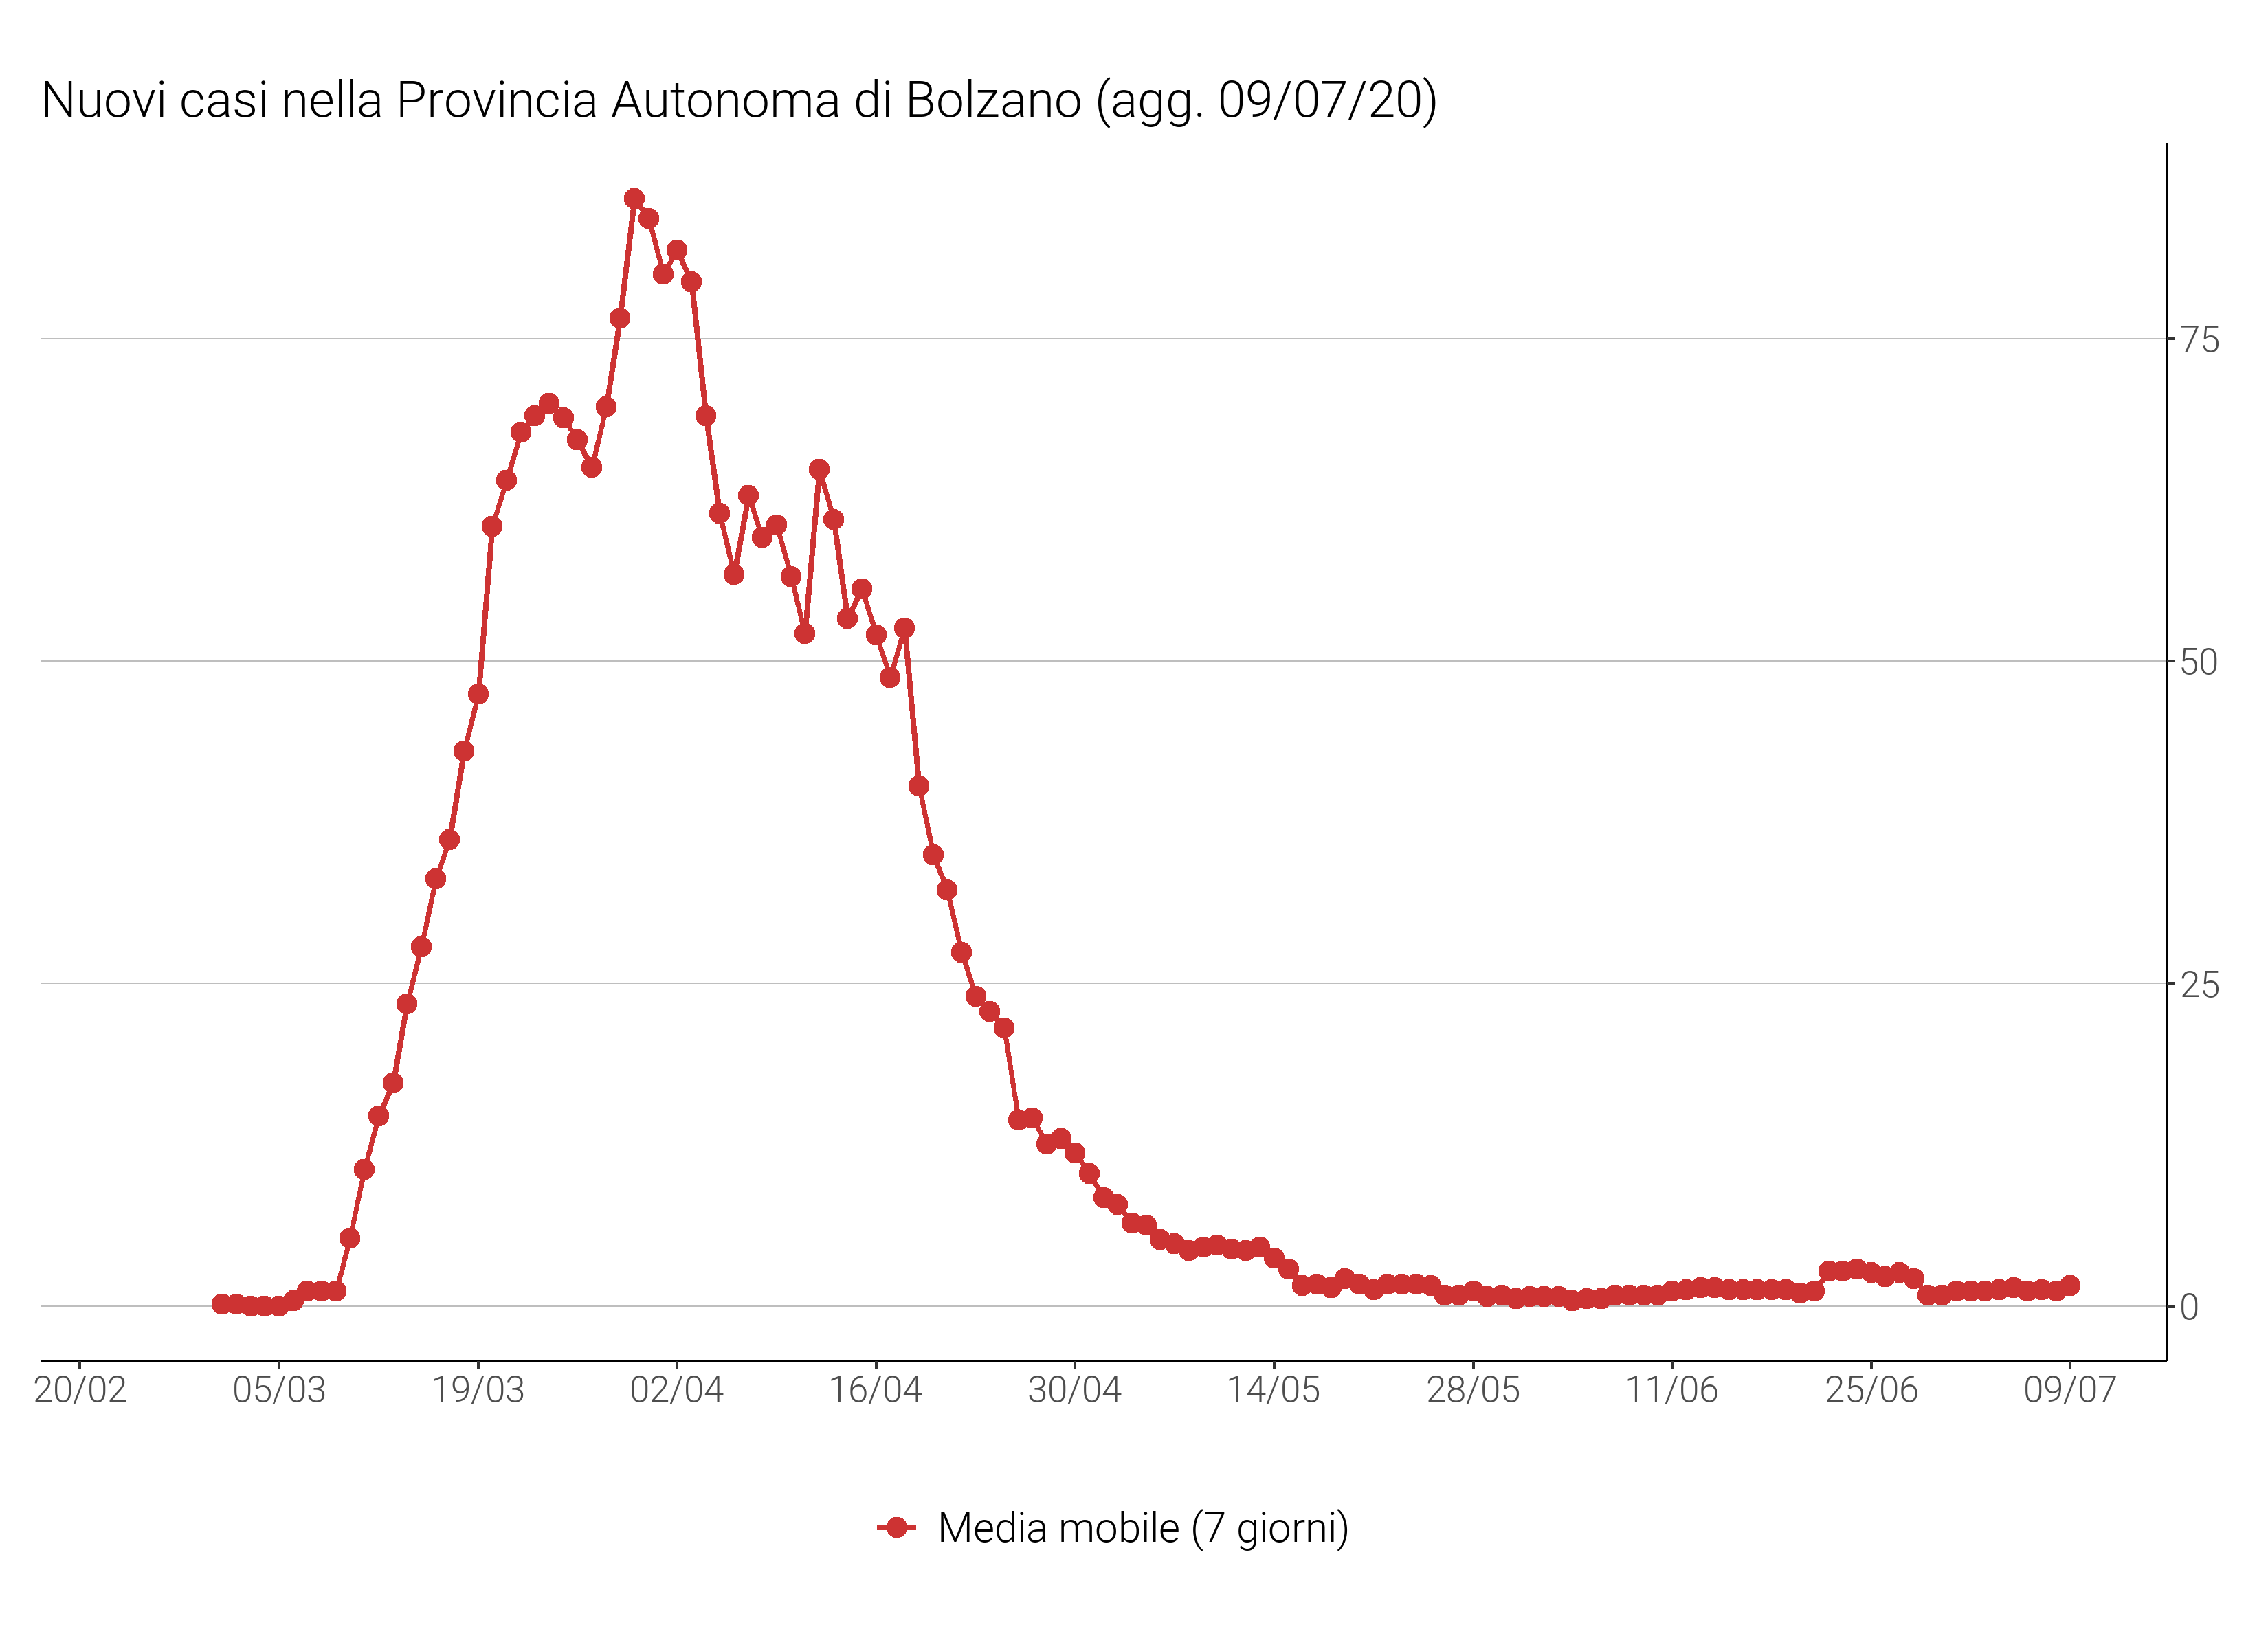 Nuovi casi nella Provincia Autonoma di Bolzano (agg. 09/07/20)
75
50
25
0
20/02 05/03 19/03 02/04 16/04 30/04 14/05 28/05 11/06 25/06 09/07
Media mobile (7 giorni)